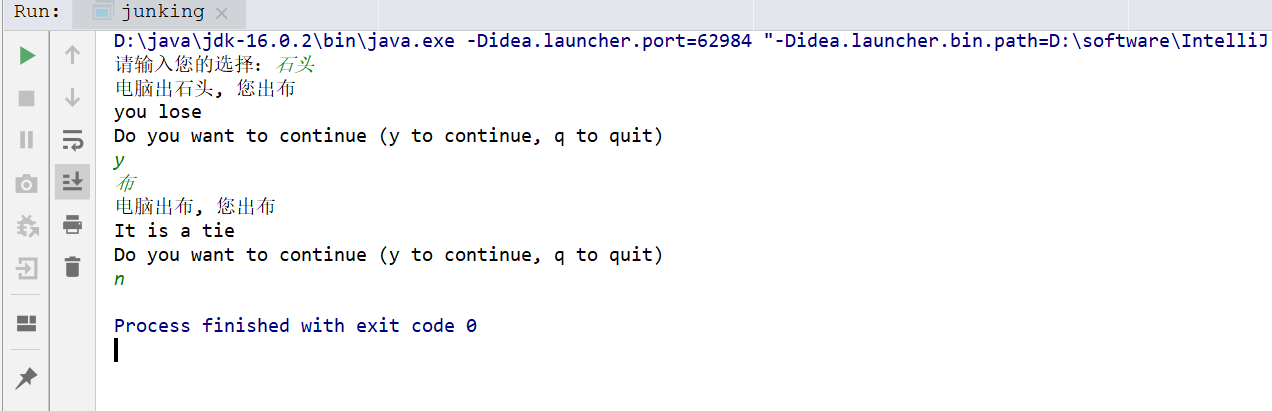 Run: junking
D:\java\jdk-16.0.2\bin\java.exe -Didea.launcher.port=62984 "-Didea.launcher.bin.path=D:\software\IntelliJ
请输入您的选择：石头
电脑出石头, 您出布
you lose
Do you want to continue (y to continue, q to quit)
y
布
电脑出布, 您出布
It is a tie
Do you want to continue (y to continue, q to quit)
n
Process finished with exit code 0